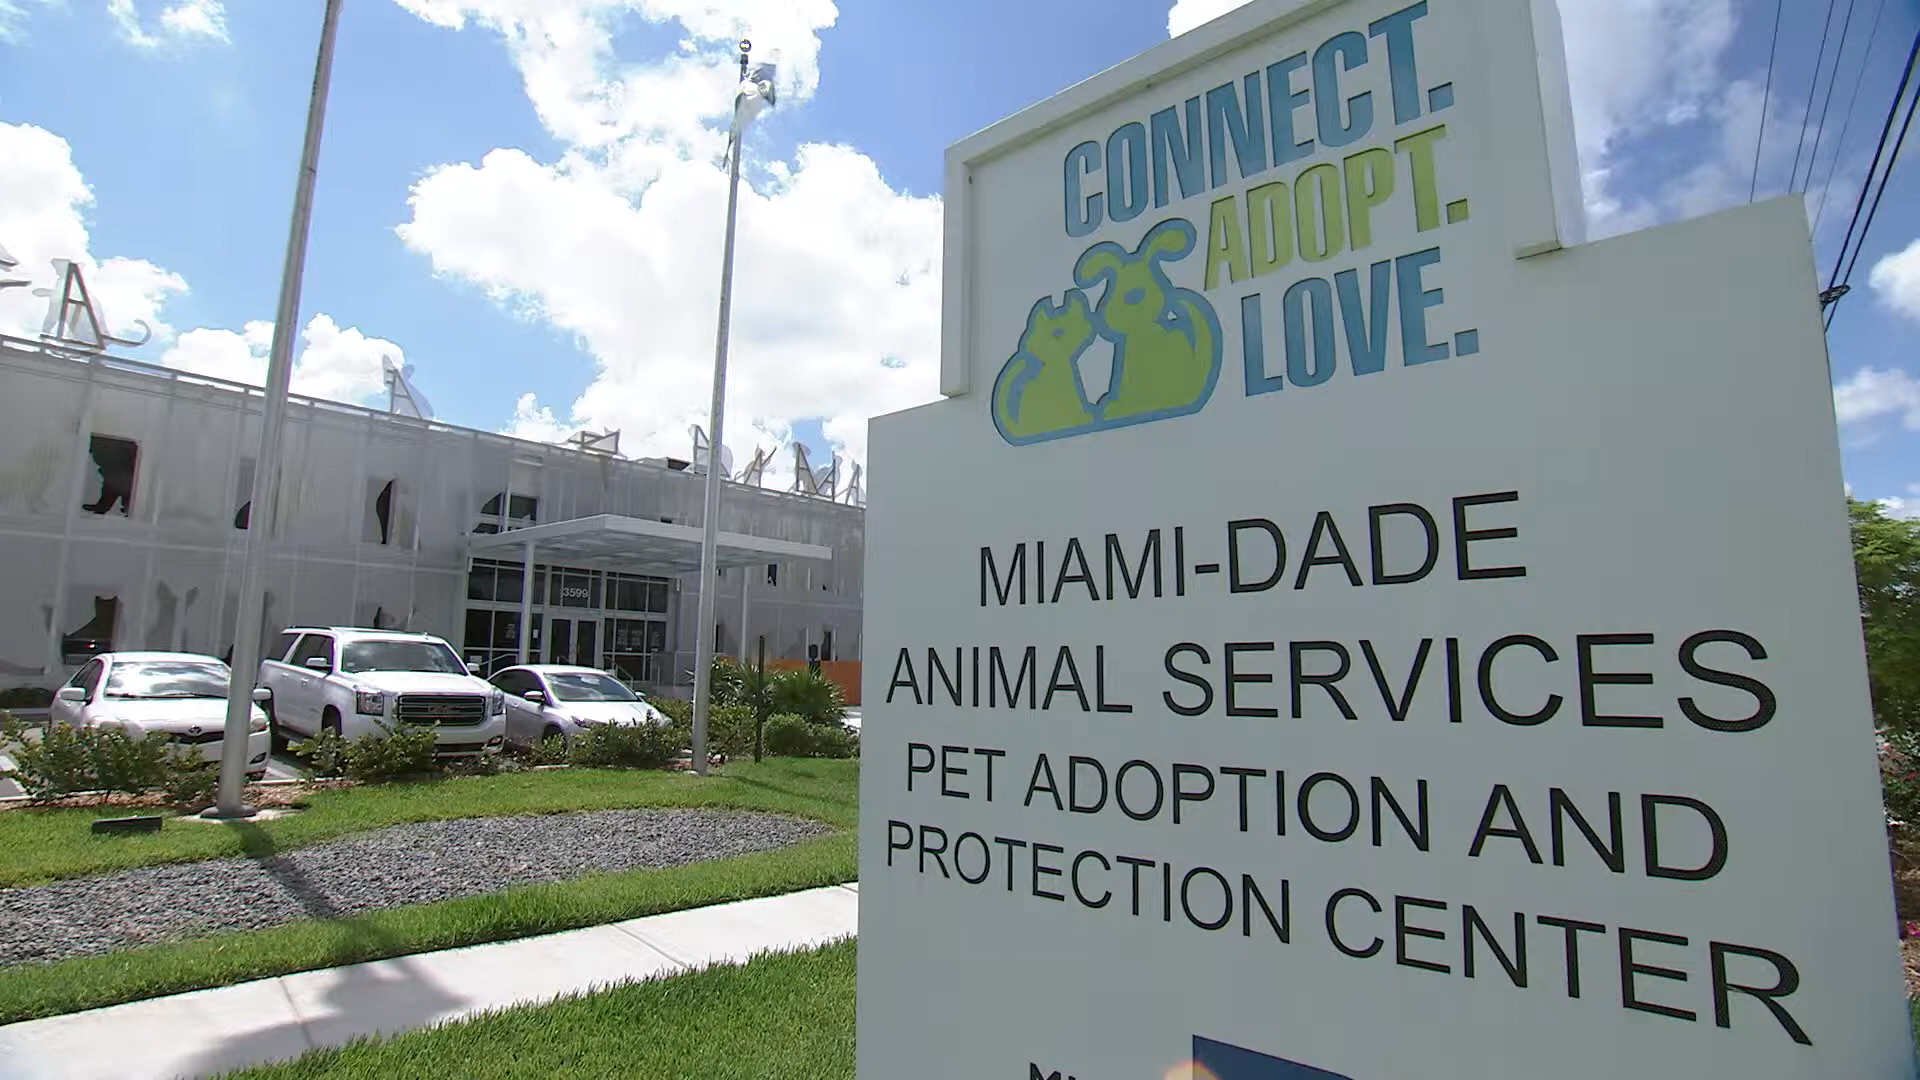 CONNECT.
ADOPT.
LOVE.
MIAMI-DADE
ANIMAL SERVICES
PET ADOPTION AND
PROTECTION CENTER
3599